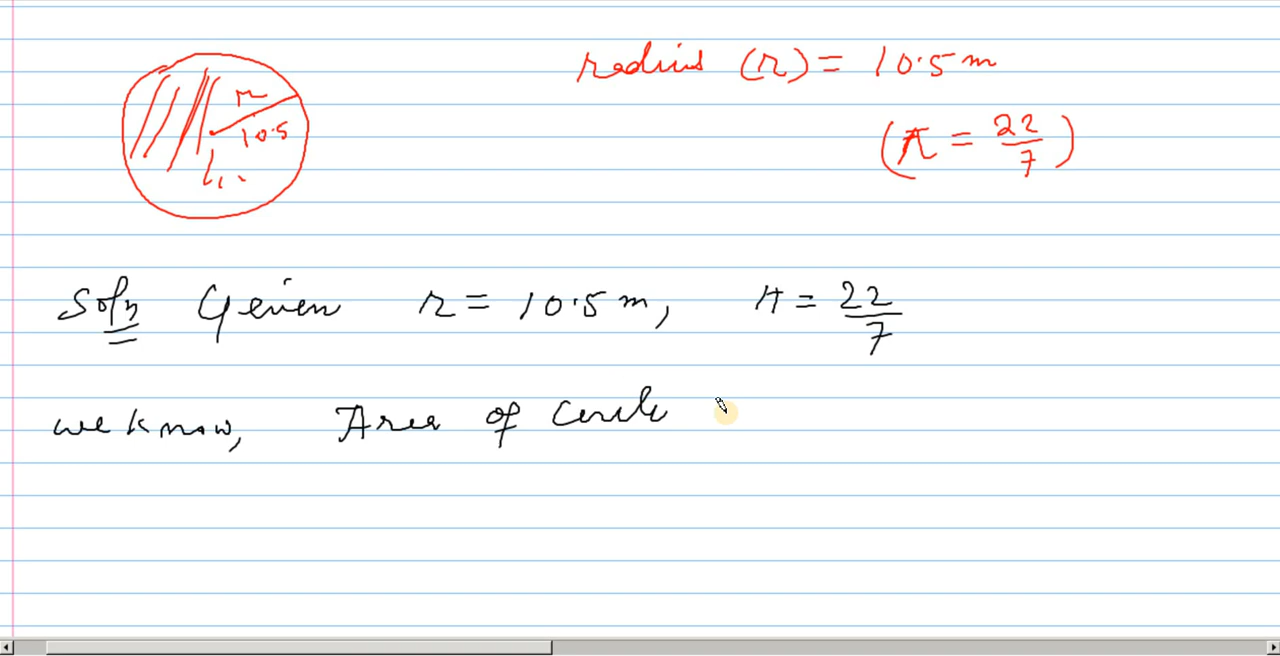 radius (r) = 10.5 m
(π = 22/7)
r
10.5
Soln Given r = 10.5 m, π = 22/7
we know, Area of Circle